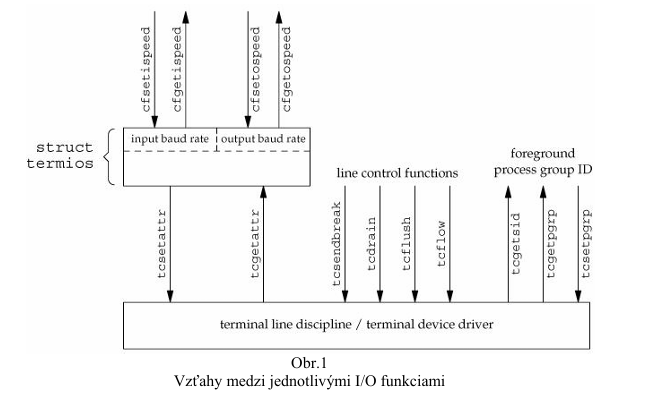 cfsetispeed
cfgetispeed
cfsetospeed
cfgetospeed
struct
termios
input baud rate
output baud rate
line control functions
foreground
process group ID
tcsetattr
tcgetattr
tcsendbreak
tcdrain
tcflush
tcflow
tcgetsid
tcgetpgrp
tcsetpgrp
terminal line discipline / terminal device driver
Obr.1
Vzťahy medzi jednotlivými I/O funkciami